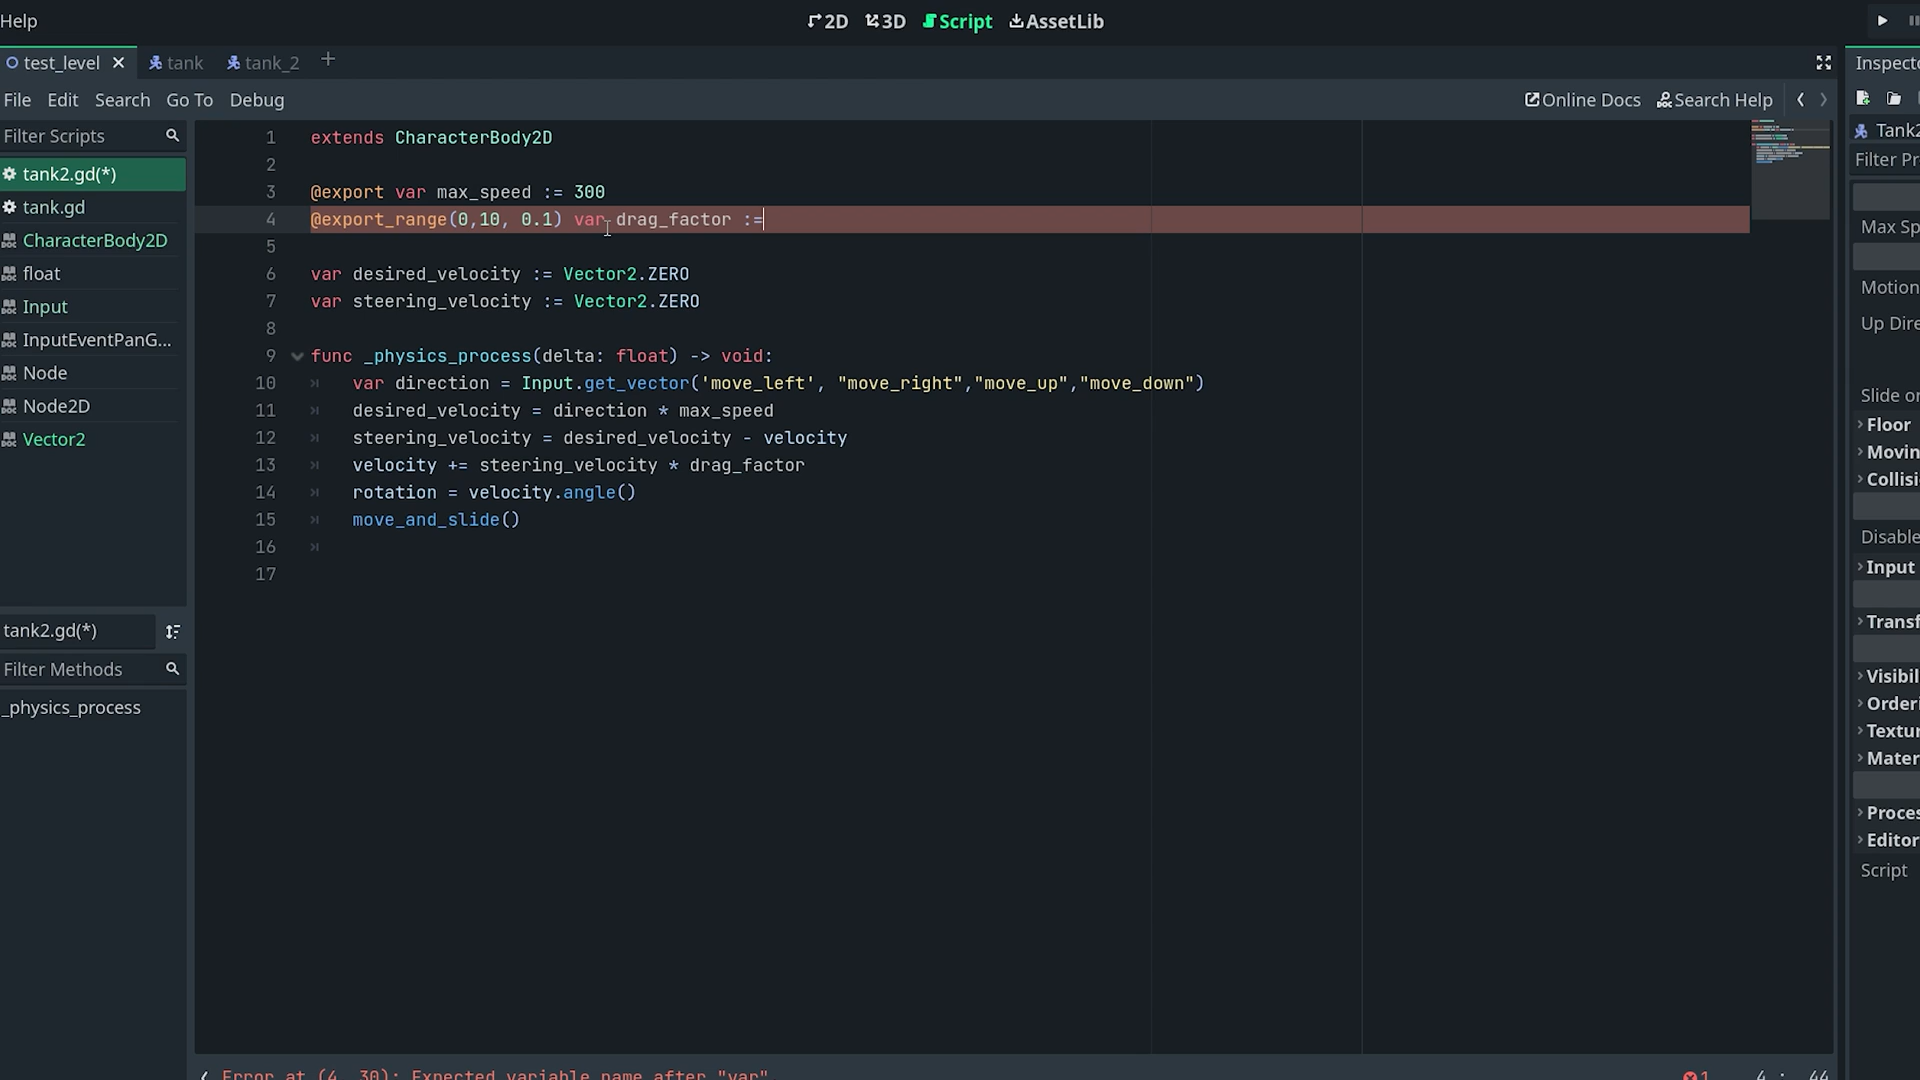 Help
2D 3D Script AssetLib
test_level tank tank_2
File Edit Search Go To Debug
Online Docs Search Help
Filter Scripts
tank2.gd(*)
tank.gd
CharacterBody2D
float
Input
InputEventPanG...
Node
Node2D
Vector2
tank2.gd(*)
Filter Methods
_physics_process
1 extends CharacterBody2D
2
3 @export var max_speed := 300
4 @export_range(0,10, 0.1) var drag_factor :=
5
6 var desired_velocity := Vector2.ZERO
7 var steering_velocity := Vector2.ZERO
8
9 func _physics_process(delta: float) -> void:
10 var direction = Input.get_vector('move_left', "move_right","move_up","move_down")
11 desired_velocity = direction * max_speed
12 steering_velocity = desired_velocity - velocity
13 velocity += steering_velocity * drag_factor
14 rotation = velocity.angle()
15 move_and_slide()
16
17
Error at (4, 30): Expected variable name after "var".
1 4 : 44
Inspecto
Tank2
Filter Pr
Max Sp
Motion
Up Dire
Slide or
Floor
Movin
Collisi
Disable
Input
Transf
Visibil
Orderi
Textur
Mater
Proces
Editor
Script